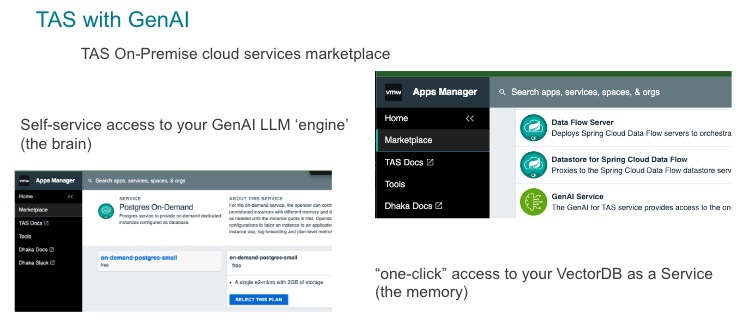 TAS with GenAI
TAS On-Premise cloud services marketplace
Self-service access to your GenAI LLM ‘engine’
(the brain)
vmw Apps Manager
Search apps, services, spaces, & orgs
Home
Marketplace
TAS Docs
Tools
Dhaka Docs
Dhaka Stack
SERVICE
Postgres On-Demand
Postgres service to provide on-demand dedicated
instances configured as database.
ABOUT THIS SERVICE
For the on-demand service, the operator can confi
provisioned instances with different memory and d
as needed until the instance quota is met. Operat
configurations to tailor an instance to an applicatio
instance use, log-forwarding and plan-level metric
on-demand-postgres-small
free
on-demand-postgres-small
free
• A single e2-micro with 2GB of storage
SELECT THIS PLAN
vmw Apps Manager
Search apps, services, spaces, & orgs
Home
Marketplace
TAS Docs
Tools
Dhaka Docs
Data Flow Server
Deploys Spring Cloud Data Flow servers to orchestra
Datastore for Spring Cloud Data Flow
Proxies to the Spring Cloud Data Flow datastore serv
GenAI Service
The GenAI for TAS service provides access to the on-
“one-click” access to your VectorDB as a Service
(the memory)